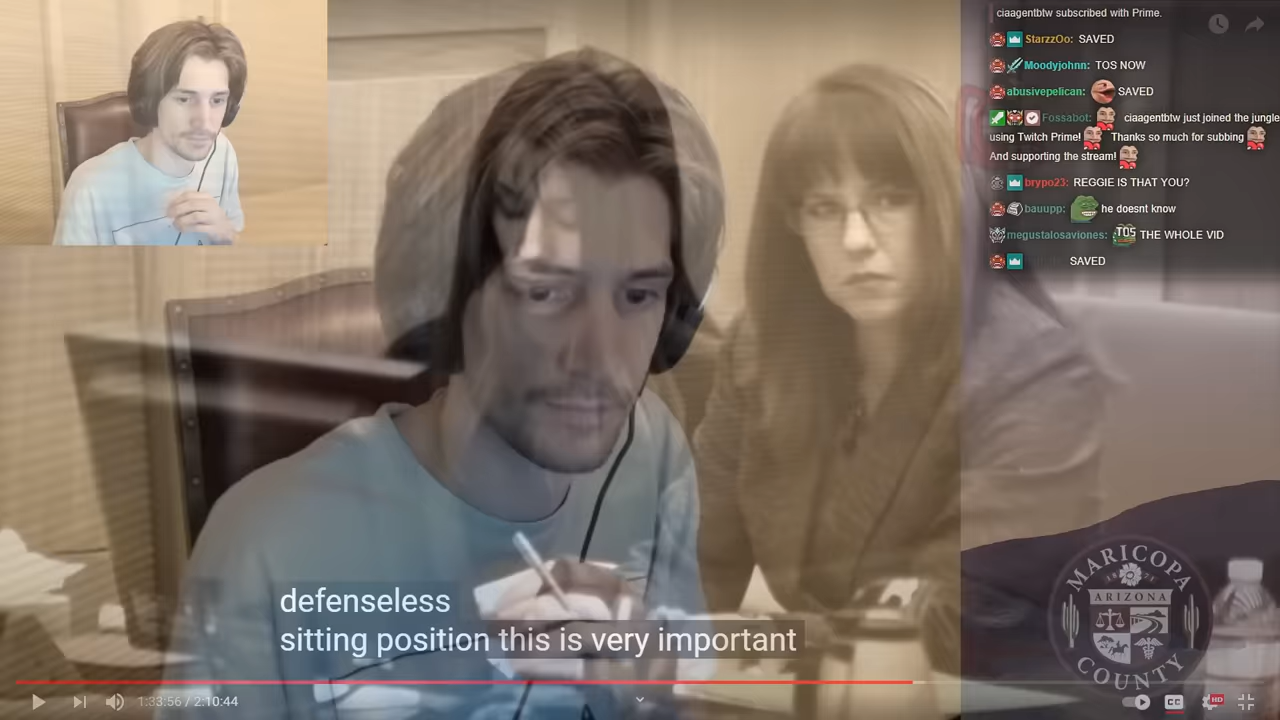 ciaagentbtw subscribed with Prime.
StarzzOo: SAVED
Moodyjohnn: TOS NOW
abusivepelican: SAVED
Fossabot: ciaagentbtw just joined the jungle
using Twitch Prime! Thanks so much for subbing
And supporting the stream!
brypo23: REGGIE IS THAT YOU?
bauupp: he doesnt know
megustalosaviones: TOS THE WHOLE VID
SAVED
defenseless
sitting position this is very important
MARICOPA
ARIZONA
COUNTY
1:33:56 / 2:10:44
CC
HD